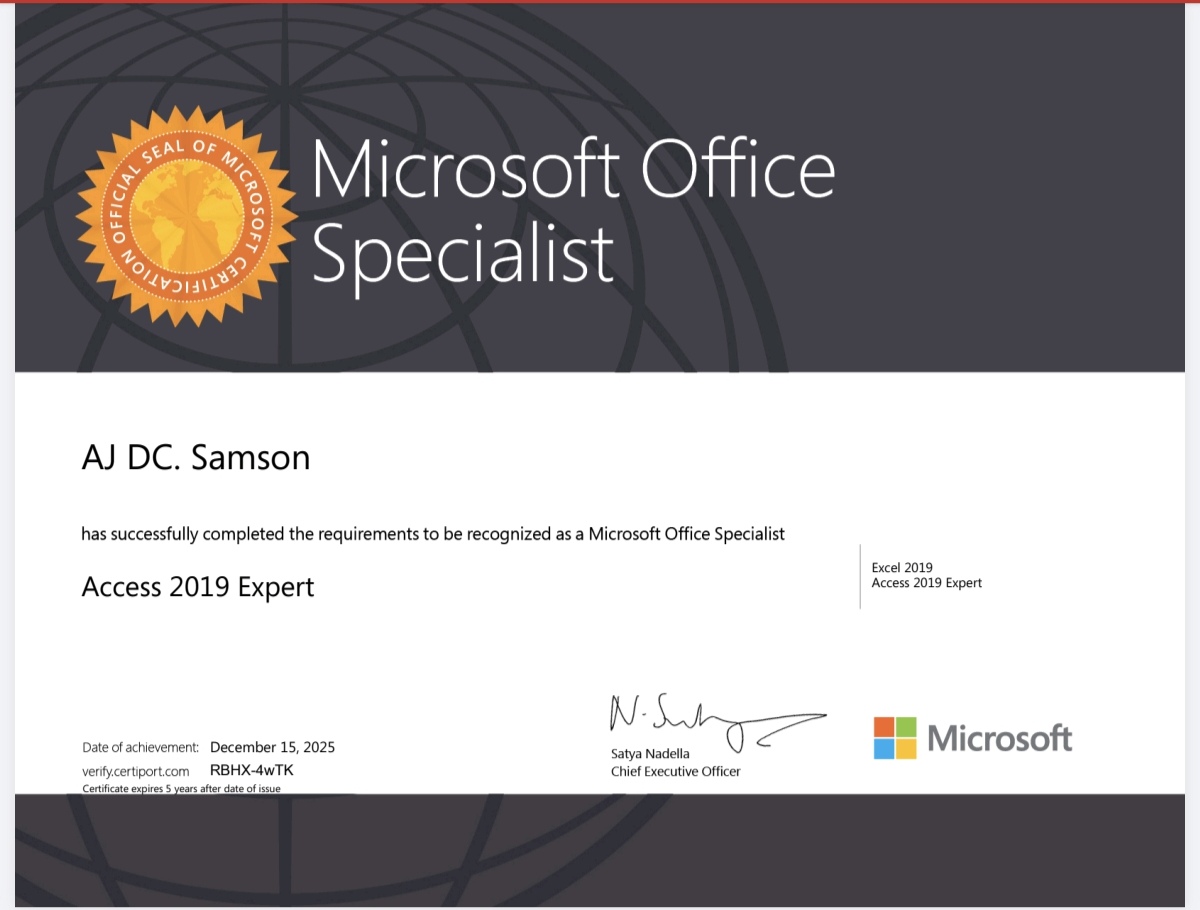 OFFICIAL SEAL OF MICROSOFT CERTIFICATION
Microsoft Office
Specialist
AJ DC. Samson
has successfully completed the requirements to be recognized as a Microsoft Office Specialist
Access 2019 Expert
Excel 2019
Access 2019 Expert
Date of achievement: December 15, 2025
verify.certiport.com RBHX-4wTK
Certificate expires 5 years after date of issue
Satya Nadella
Chief Executive Officer
Microsoft